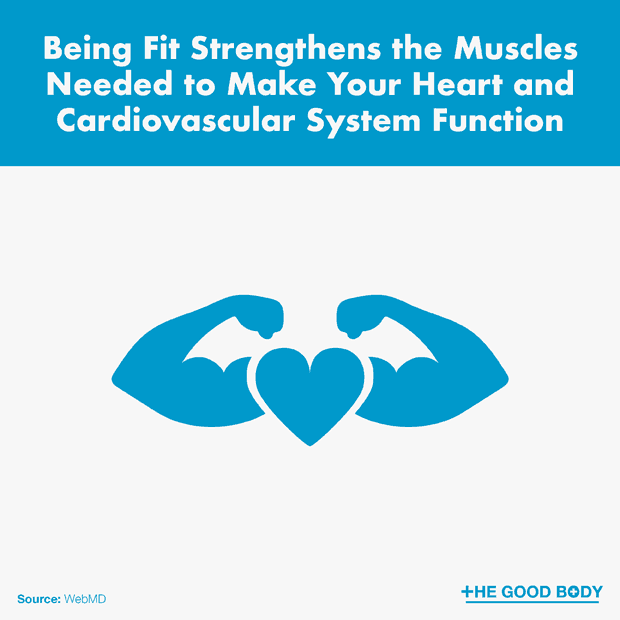 Being Fit Strengthens the Muscles
Needed to Make Your Heart and
Cardiovascular System Function
Source: WebMD
THE GOOD BODY